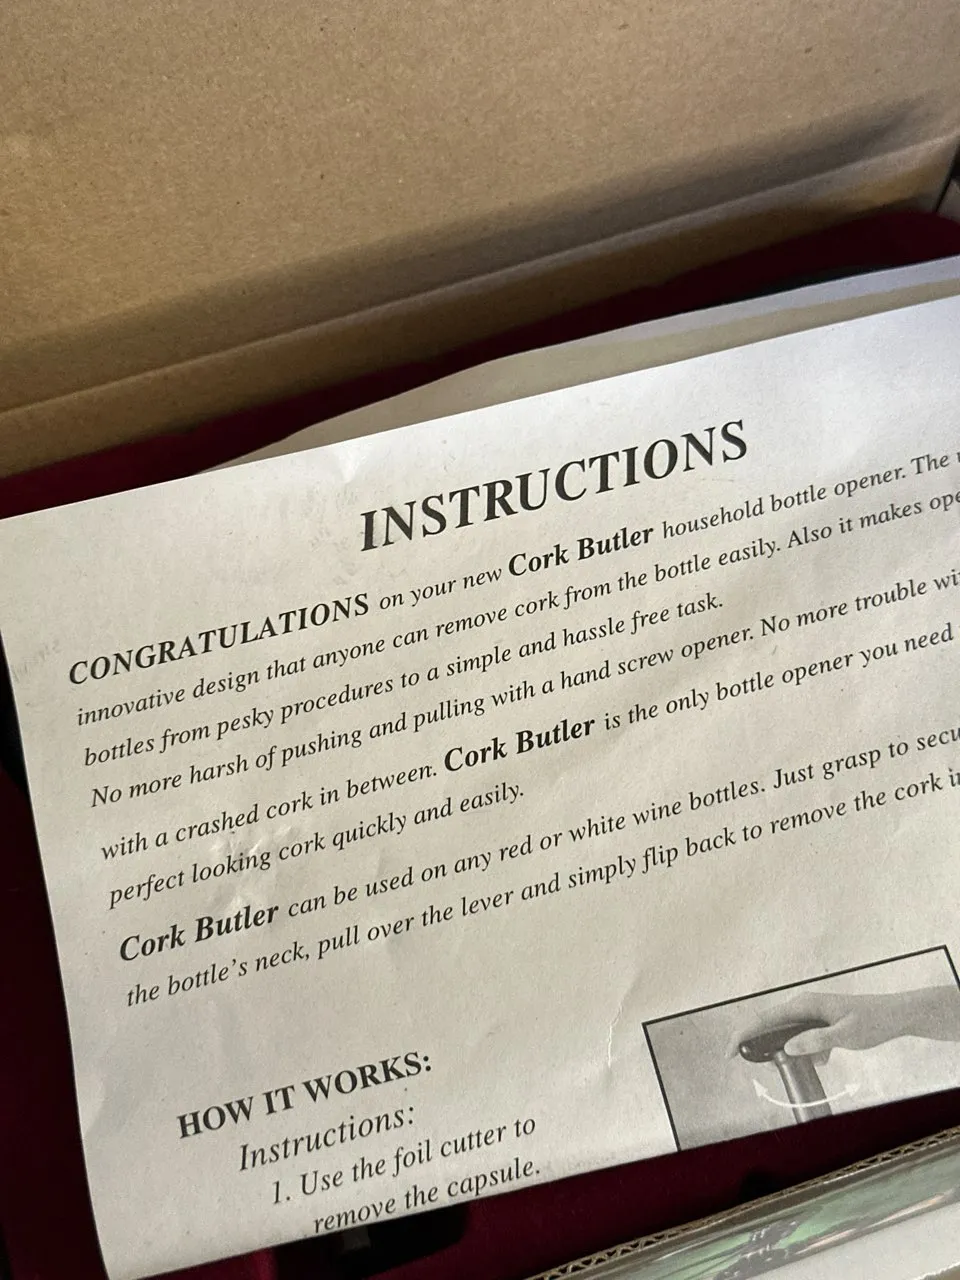 INSTRUCTIONS
CONGRATULATIONS on your new Cork Butler household bottle opener. The
innovative design that anyone can remove cork from the bottle easily. Also it makes
bottles from pesky procedures to a simple and hassle free task.
No more harsh of pushing and pulling with a hand screw opener. No more trouble
with a crashed cork in between. Cork Butler is the only bottle opener you need
perfect looking cork quickly and easily.
Cork Butler can be used on any red or white wine bottles. Just grasp to
the bottle's neck, pull over the lever and simply flip back to remove the cork
HOW IT WORKS:
Instructions:
1. Use the foil cutter to
remove the capsule.